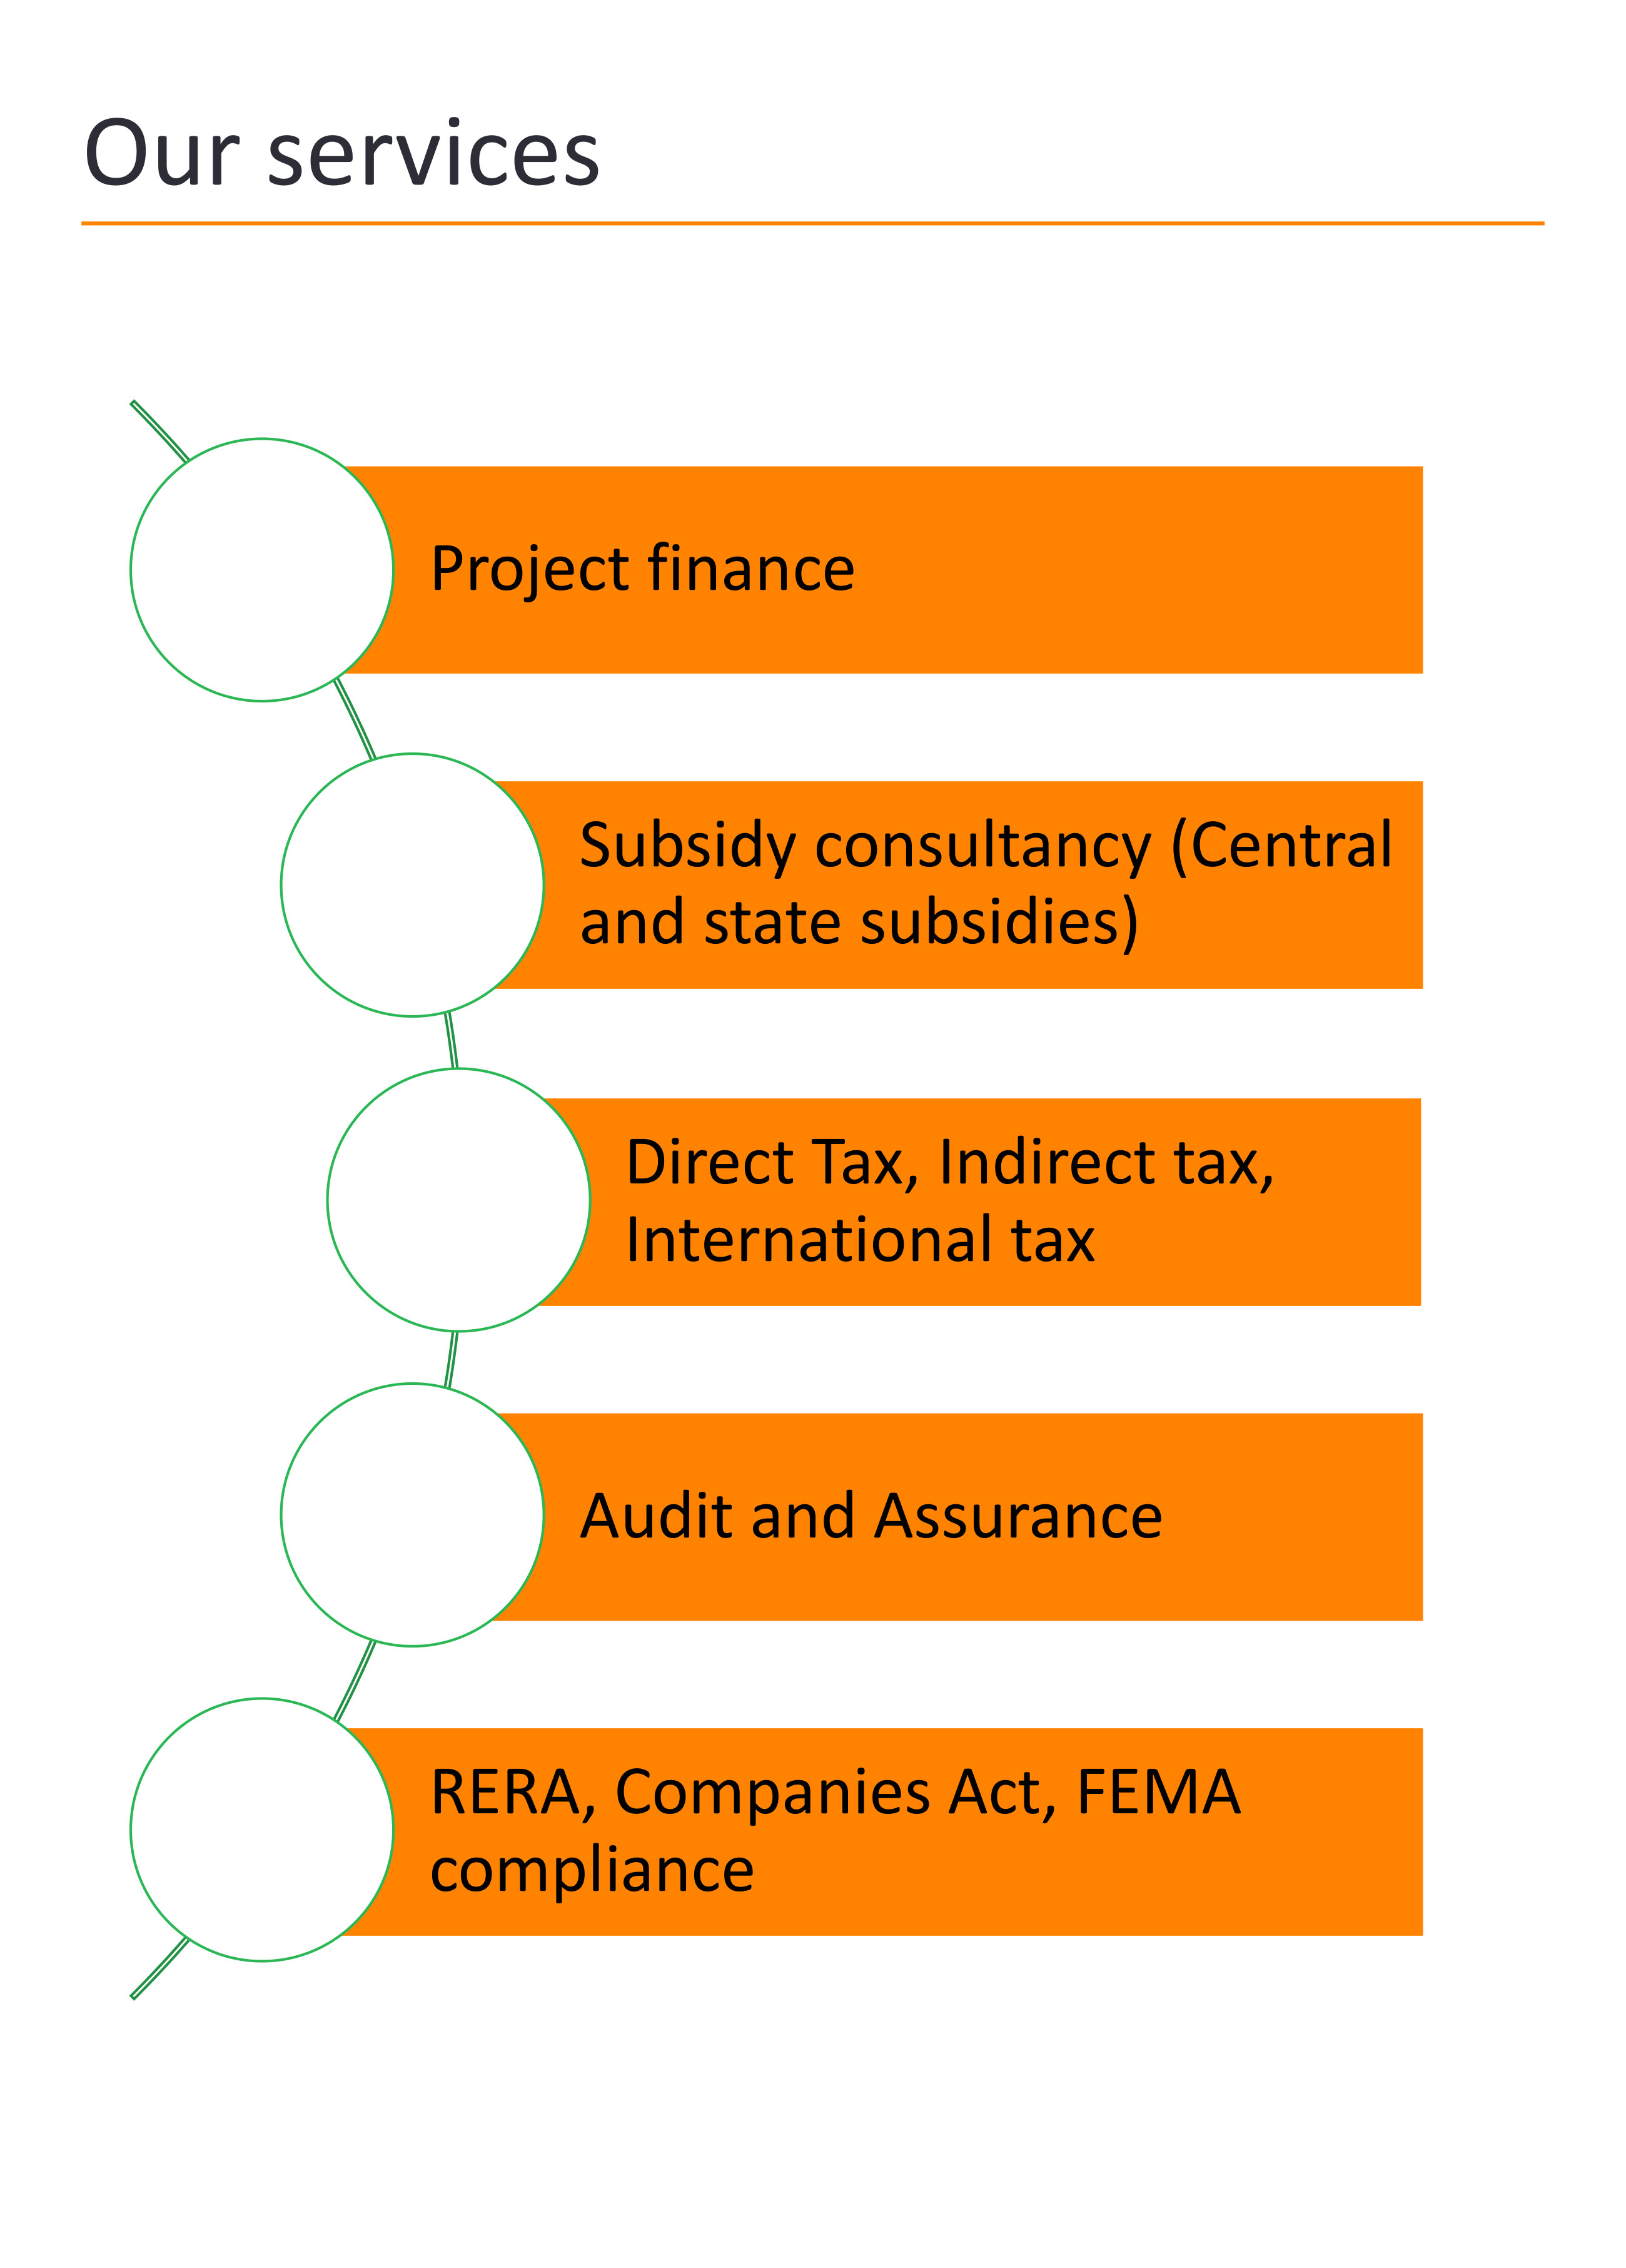 Our services
Project finance
Subsidy consultancy (Central
and state subsidies)
Direct Tax, Indirect tax,
International tax
Audit and Assurance
RERA, Companies Act, FEMA
compliance